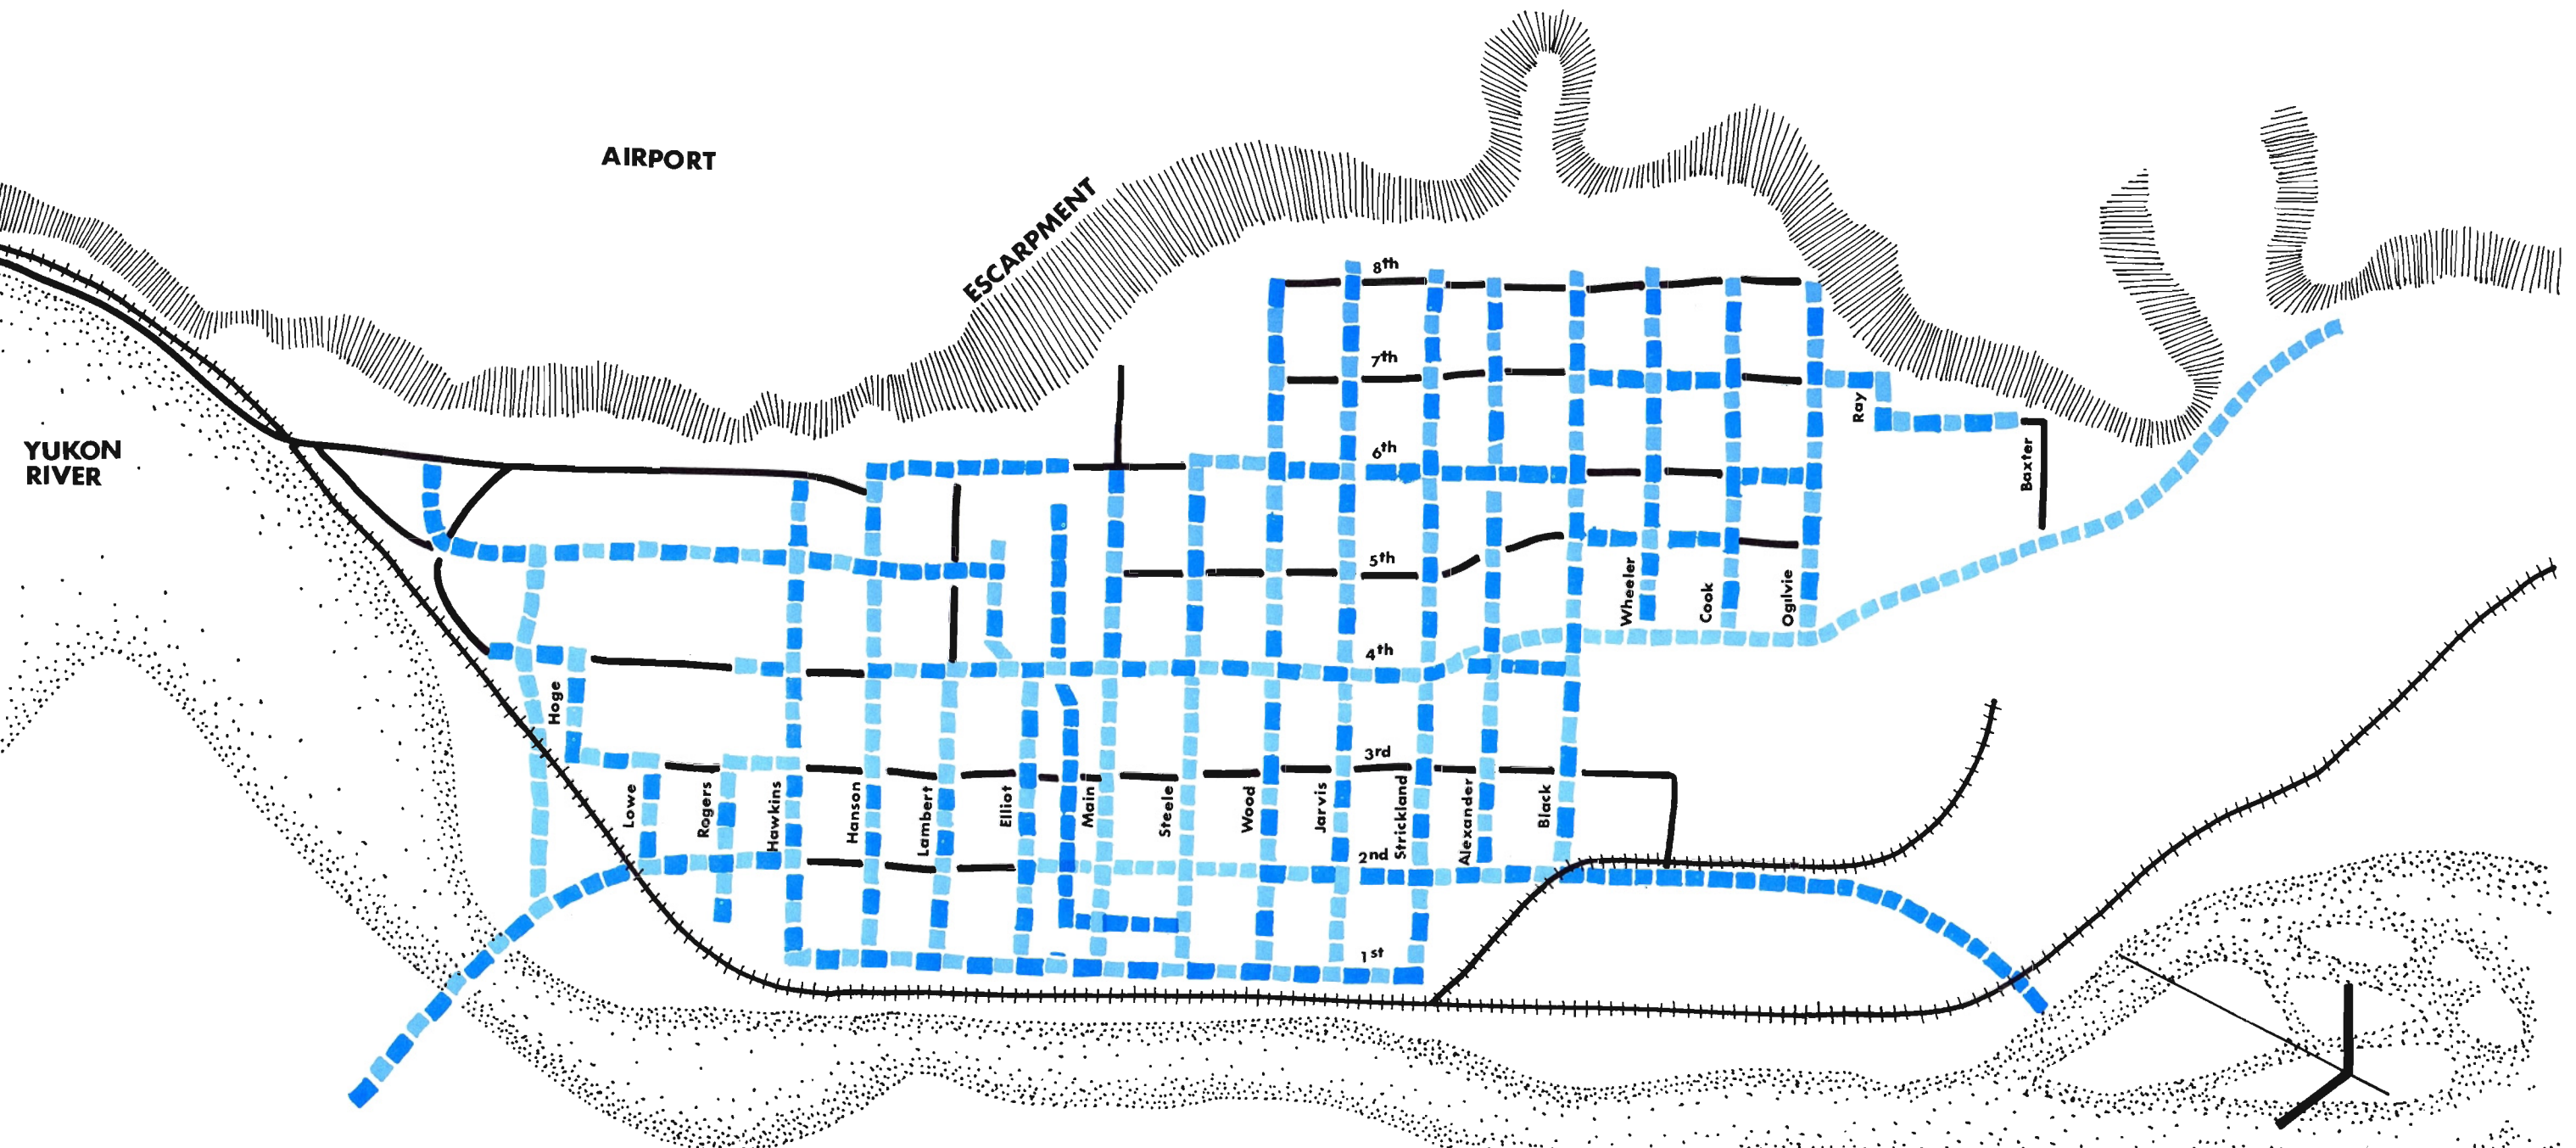 AIRPORT
ESCARPMENT
YUKON
RIVER
8th
7th
6th
5th
4th
3rd
2nd
1st
Ray
Baxter
Wheeler
Cook
Ogilvie
Hoge
Lowe
Rogers
Hawkins
Hanson
Lambert
Elliot
Main
Steele
Wood
Jarvis
Strickland
Alexander
Black